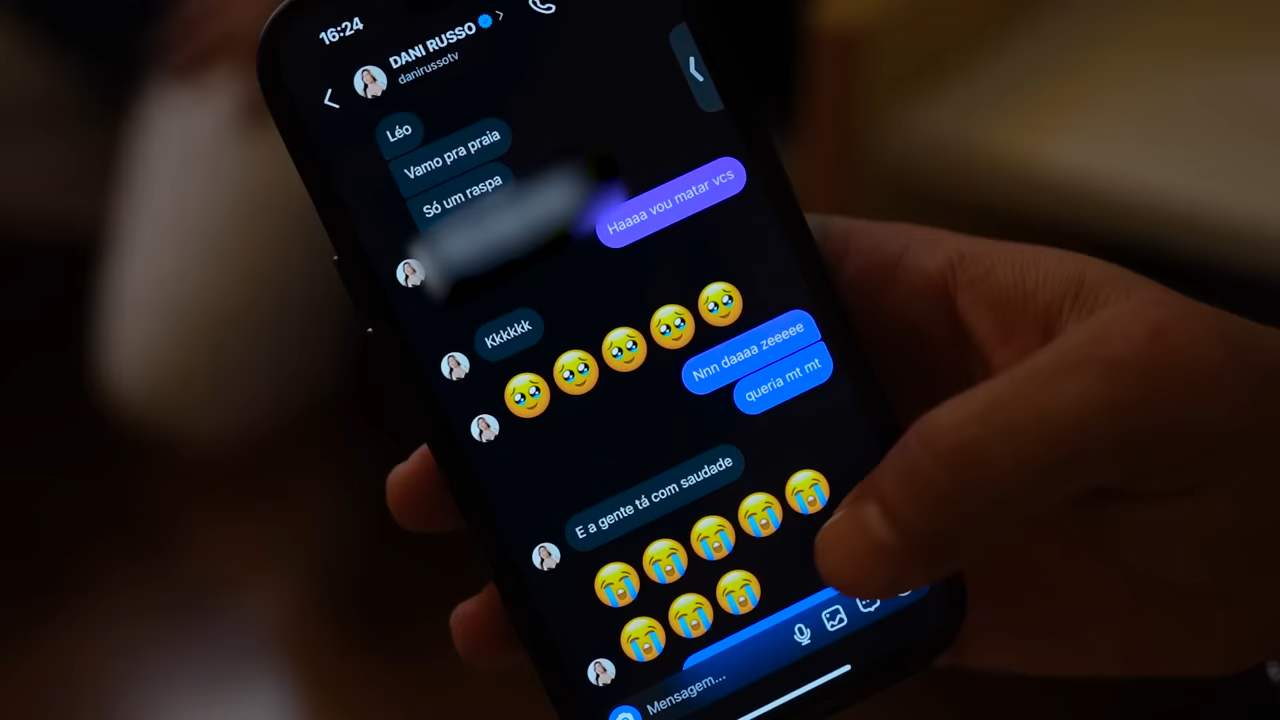 16:24
DANI RUSSO
danirussotv
Léo
Vamo pra praia
Só um raspa
Haaaa vou matar vcs
Kkkkkk
🥹🥹🥹🥹🥹
Nnn daaaa zeeeee
queria mt mt
E a gente tá com saudade
😭😭😭😭😭
😭😭😭
Mensagem...